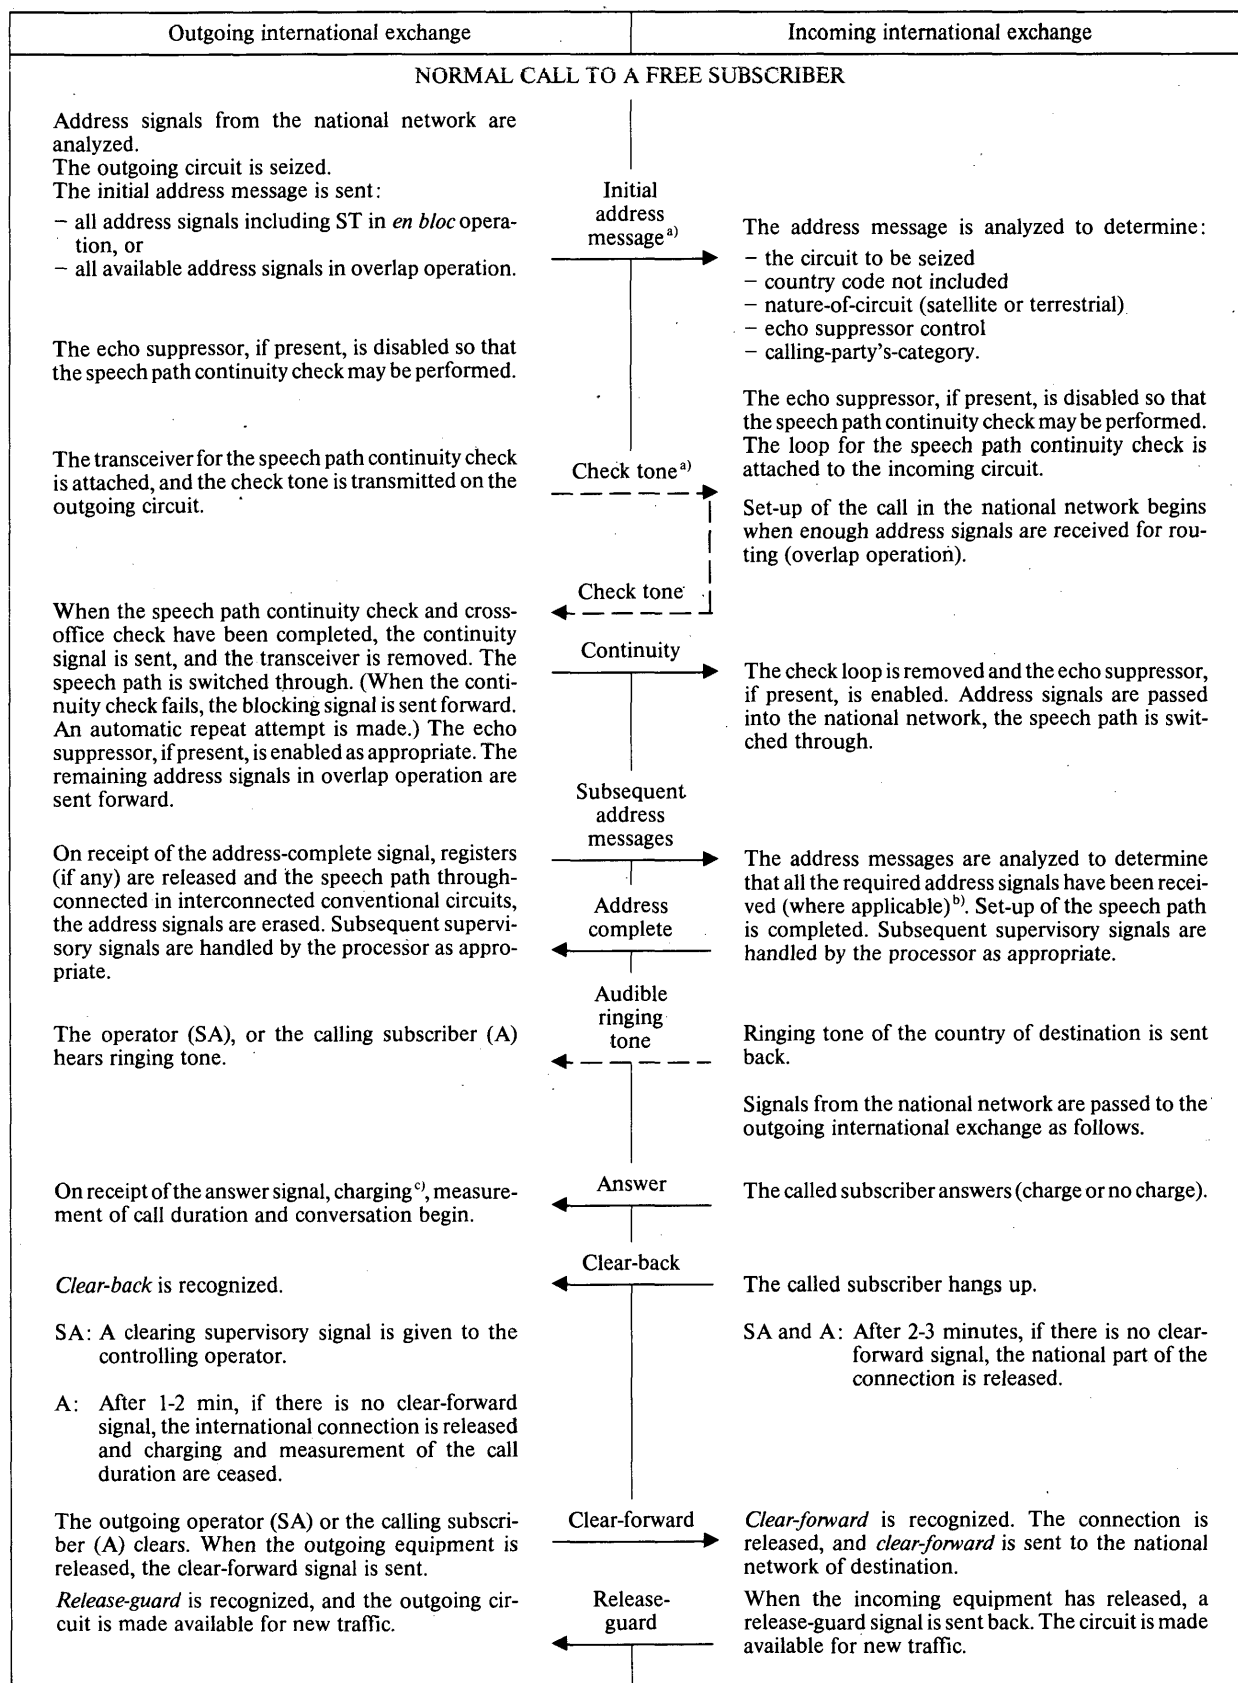 Outgoing international exchange
Incoming international exchange
NORMAL CALL TO A FREE SUBSCRIBER
Address signals from the national network are
analyzed.
The outgoing circuit is seized.
The initial address message is sent:
– all address signals including ST in en bloc opera-
tion, or
– all available address signals in overlap operation.
Initial
address
message a)
The address message is analyzed to determine:
– the circuit to be seized
– country code not included
– nature-of-circuit (satellite or terrestrial)
– echo suppressor control
– calling-party's-category.
The echo suppressor, if present, is disabled so that
the speech path continuity check may be performed.
The echo suppressor, if present, is disabled so that
the speech path continuity check may be performed.
The loop for the speech path continuity check is
attached to the incoming circuit.
The transceiver for the speech path continuity check
is attached, and the check tone is transmitted on the
outgoing circuit.
Check tone a)
Set-up of the call in the national network begins
when enough address signals are received for rou-
ting (overlap operation).
Check tone
When the speech path continuity check and cross-
office check have been completed, the continuity
signal is sent, and the transceiver is removed. The
speech path is switched through. (When the conti-
nuity check fails, the blocking signal is sent forward.
An automatic repeat attempt is made.) The echo
suppressor, if present, is enabled as appropriate. The
remaining address signals in overlap operation are
sent forward.
Continuity
The check loop is removed and the echo suppressor,
if present, is enabled. Address signals are passed
into the national network, the speech path is swit-
ched through.
Subsequent
address
messages
On receipt of the address-complete signal, registers
(if any) are released and the speech path through-
connected in interconnected conventional circuits,
the address signals are erased. Subsequent supervi-
sory signals are handled by the processor as appro-
priate.
Address
complete
The address messages are analyzed to determine
that all the required address signals have been recei-
ved (where applicable) b). Set-up of the speech path
is completed. Subsequent supervisory signals are
handled by the processor as appropriate.
Audible
ringing
tone
The operator (SA), or the calling subscriber (A)
hears ringing tone.
Ringing tone of the country of destination is sent
back.
Signals from the national network are passed to the
outgoing international exchange as follows.
On receipt of the answer signal, charging c), measure-
ment of call duration and conversation begin.
Answer
The called subscriber answers (charge or no charge).
Clear-back
Clear-back is recognized.
The called subscriber hangs up.
SA: A clearing supervisory signal is given to the
controlling operator.
SA and A: After 2-3 minutes, if there is no clear-
forward signal, the national part of the
connection is released.
A: After 1-2 min, if there is no clear-forward
signal, the international connection is released
and charging and measurement of the call
duration are ceased.
The outgoing operator (SA) or the calling subscri-
ber (A) clears. When the outgoing equipment is
released, the clear-forward signal is sent.
Clear-forward
Clear-forward is recognized. The connection is
released, and clear-forward is sent to the national
network of destination.
Release-guard is recognized, and the outgoing cir-
cuit is made available for new traffic.
Release-
guard
When the incoming equipment has released, a
release-guard signal is sent back. The circuit is made
available for new traffic.